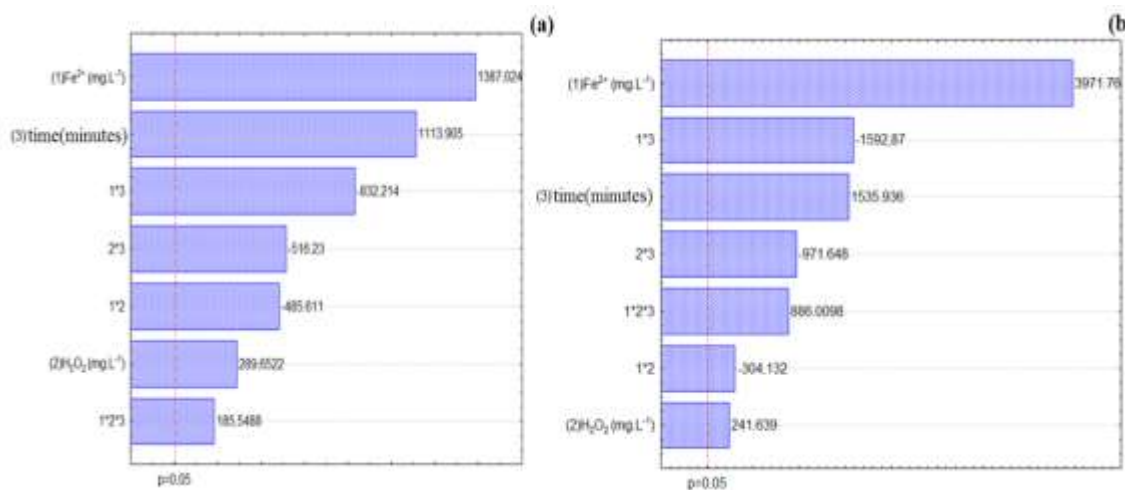 (a)
(1)Fe²⁺ (mg.L⁻¹)
1387.024
(3)time(minutes)
1113.905
1*3
-832.214
2*3
-516.23
1*2
-485.611
(2)H₂O₂(mg.L⁻¹)
289.6522
1*2*3
185.5488
p=0.05
(b
(1)Fe²⁺ (mg.L⁻¹)
3971.76
1*3
-1592.87
(3)time(minutes)
1535.936
2*3
-971.648
1*2*3
886.0098
1*2
-304.132
(2)H₂O₂(mg.L⁻¹)
241.639
p=0.05